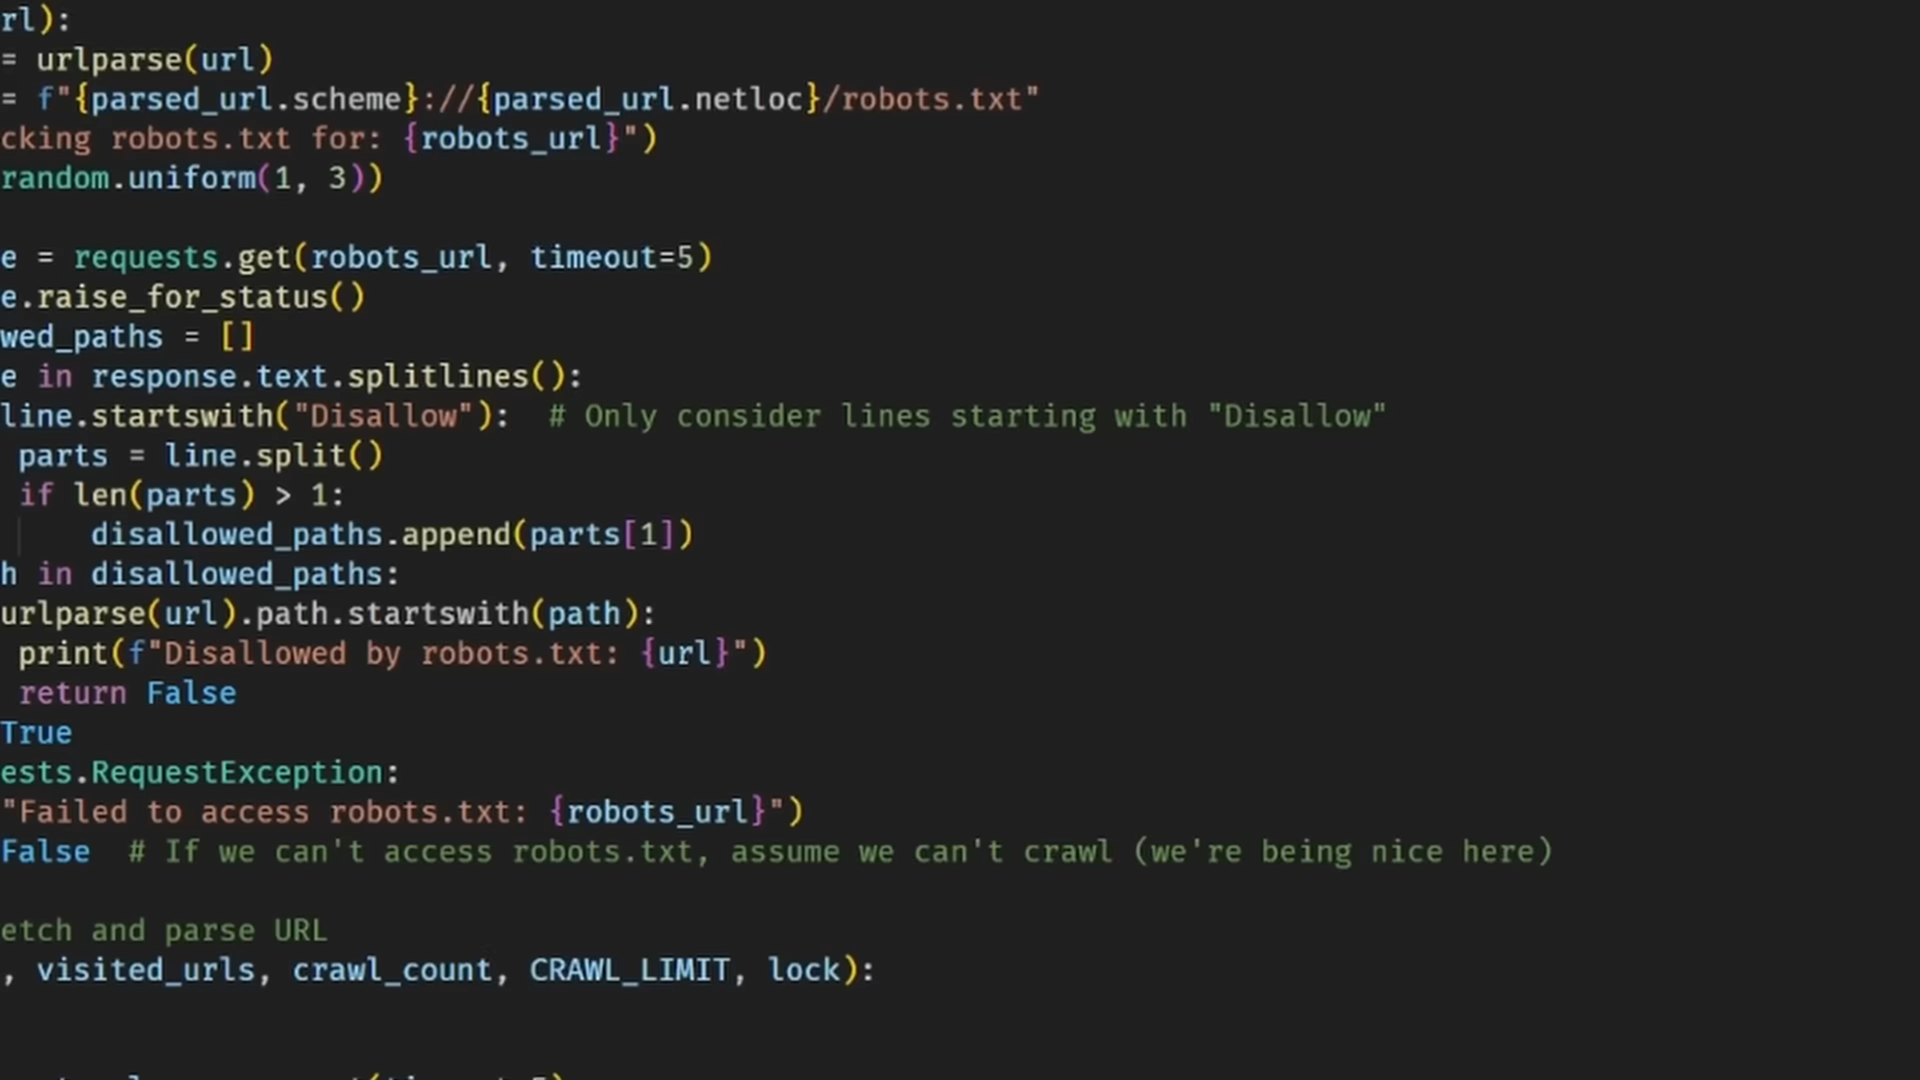 rl):
= urlparse(url)
= f"{parsed_url.scheme}://{parsed_url.netloc}/robots.txt"
cking robots.txt for: {robots_url}")
random.uniform(1, 3))
e = requests.get(robots_url, timeout=5)
e.raise_for_status()
wed_paths = []
e in response.text.splitlines():
line.startswith("Disallow"):  # Only consider lines starting with "Disallow"
parts = line.split()
if len(parts) > 1:
disallowed_paths.append(parts[1])
h in disallowed_paths:
urlparse(url).path.startswith(path):
print(f"Disallowed by robots.txt: {url}")
return False
True
ests.RequestException:
"Failed to access robots.txt: {robots_url}")
False  # If we can't access robots.txt, assume we can't crawl (we're being nice here)
etch and parse URL
, visited_urls, crawl_count, CRAWL_LIMIT, lock):